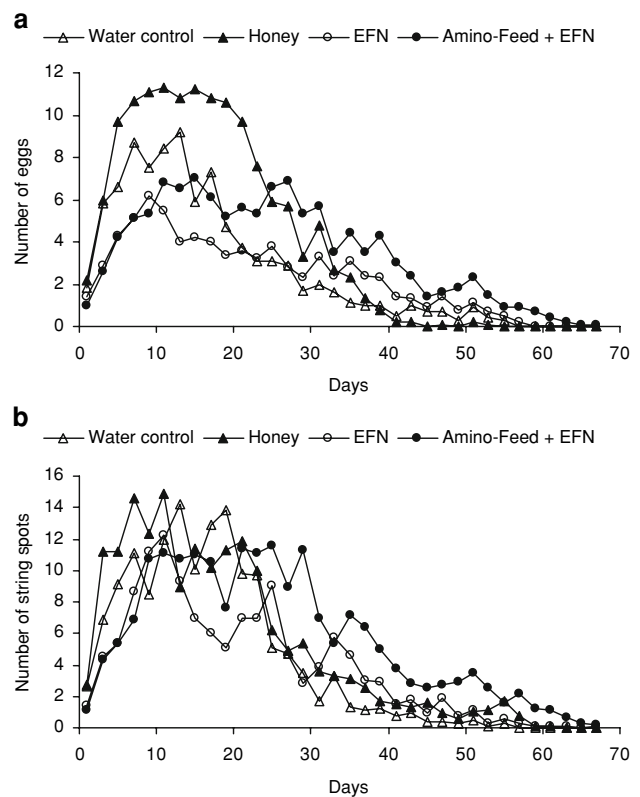 a
Water control Honey EFN Amino-Feed + EFN
12
10
8
6
4
2
0
Number of eggs
0 10 20 30 40 50 60 70
Days
b
Water control Honey EFN Amino-Feed + EFN
16
14
12
10
8
6
4
2
0
Number of string spots
0 10 20 30 40 50 60 70
Days